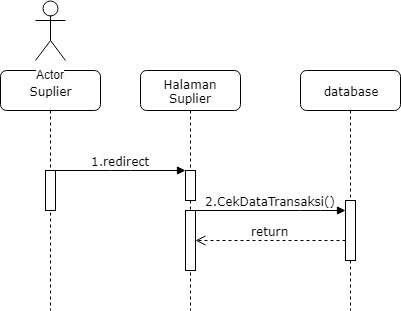 Actor
Suplier
Halaman
Suplier
database
1.redirect
2.CekDataTransaksi()
return